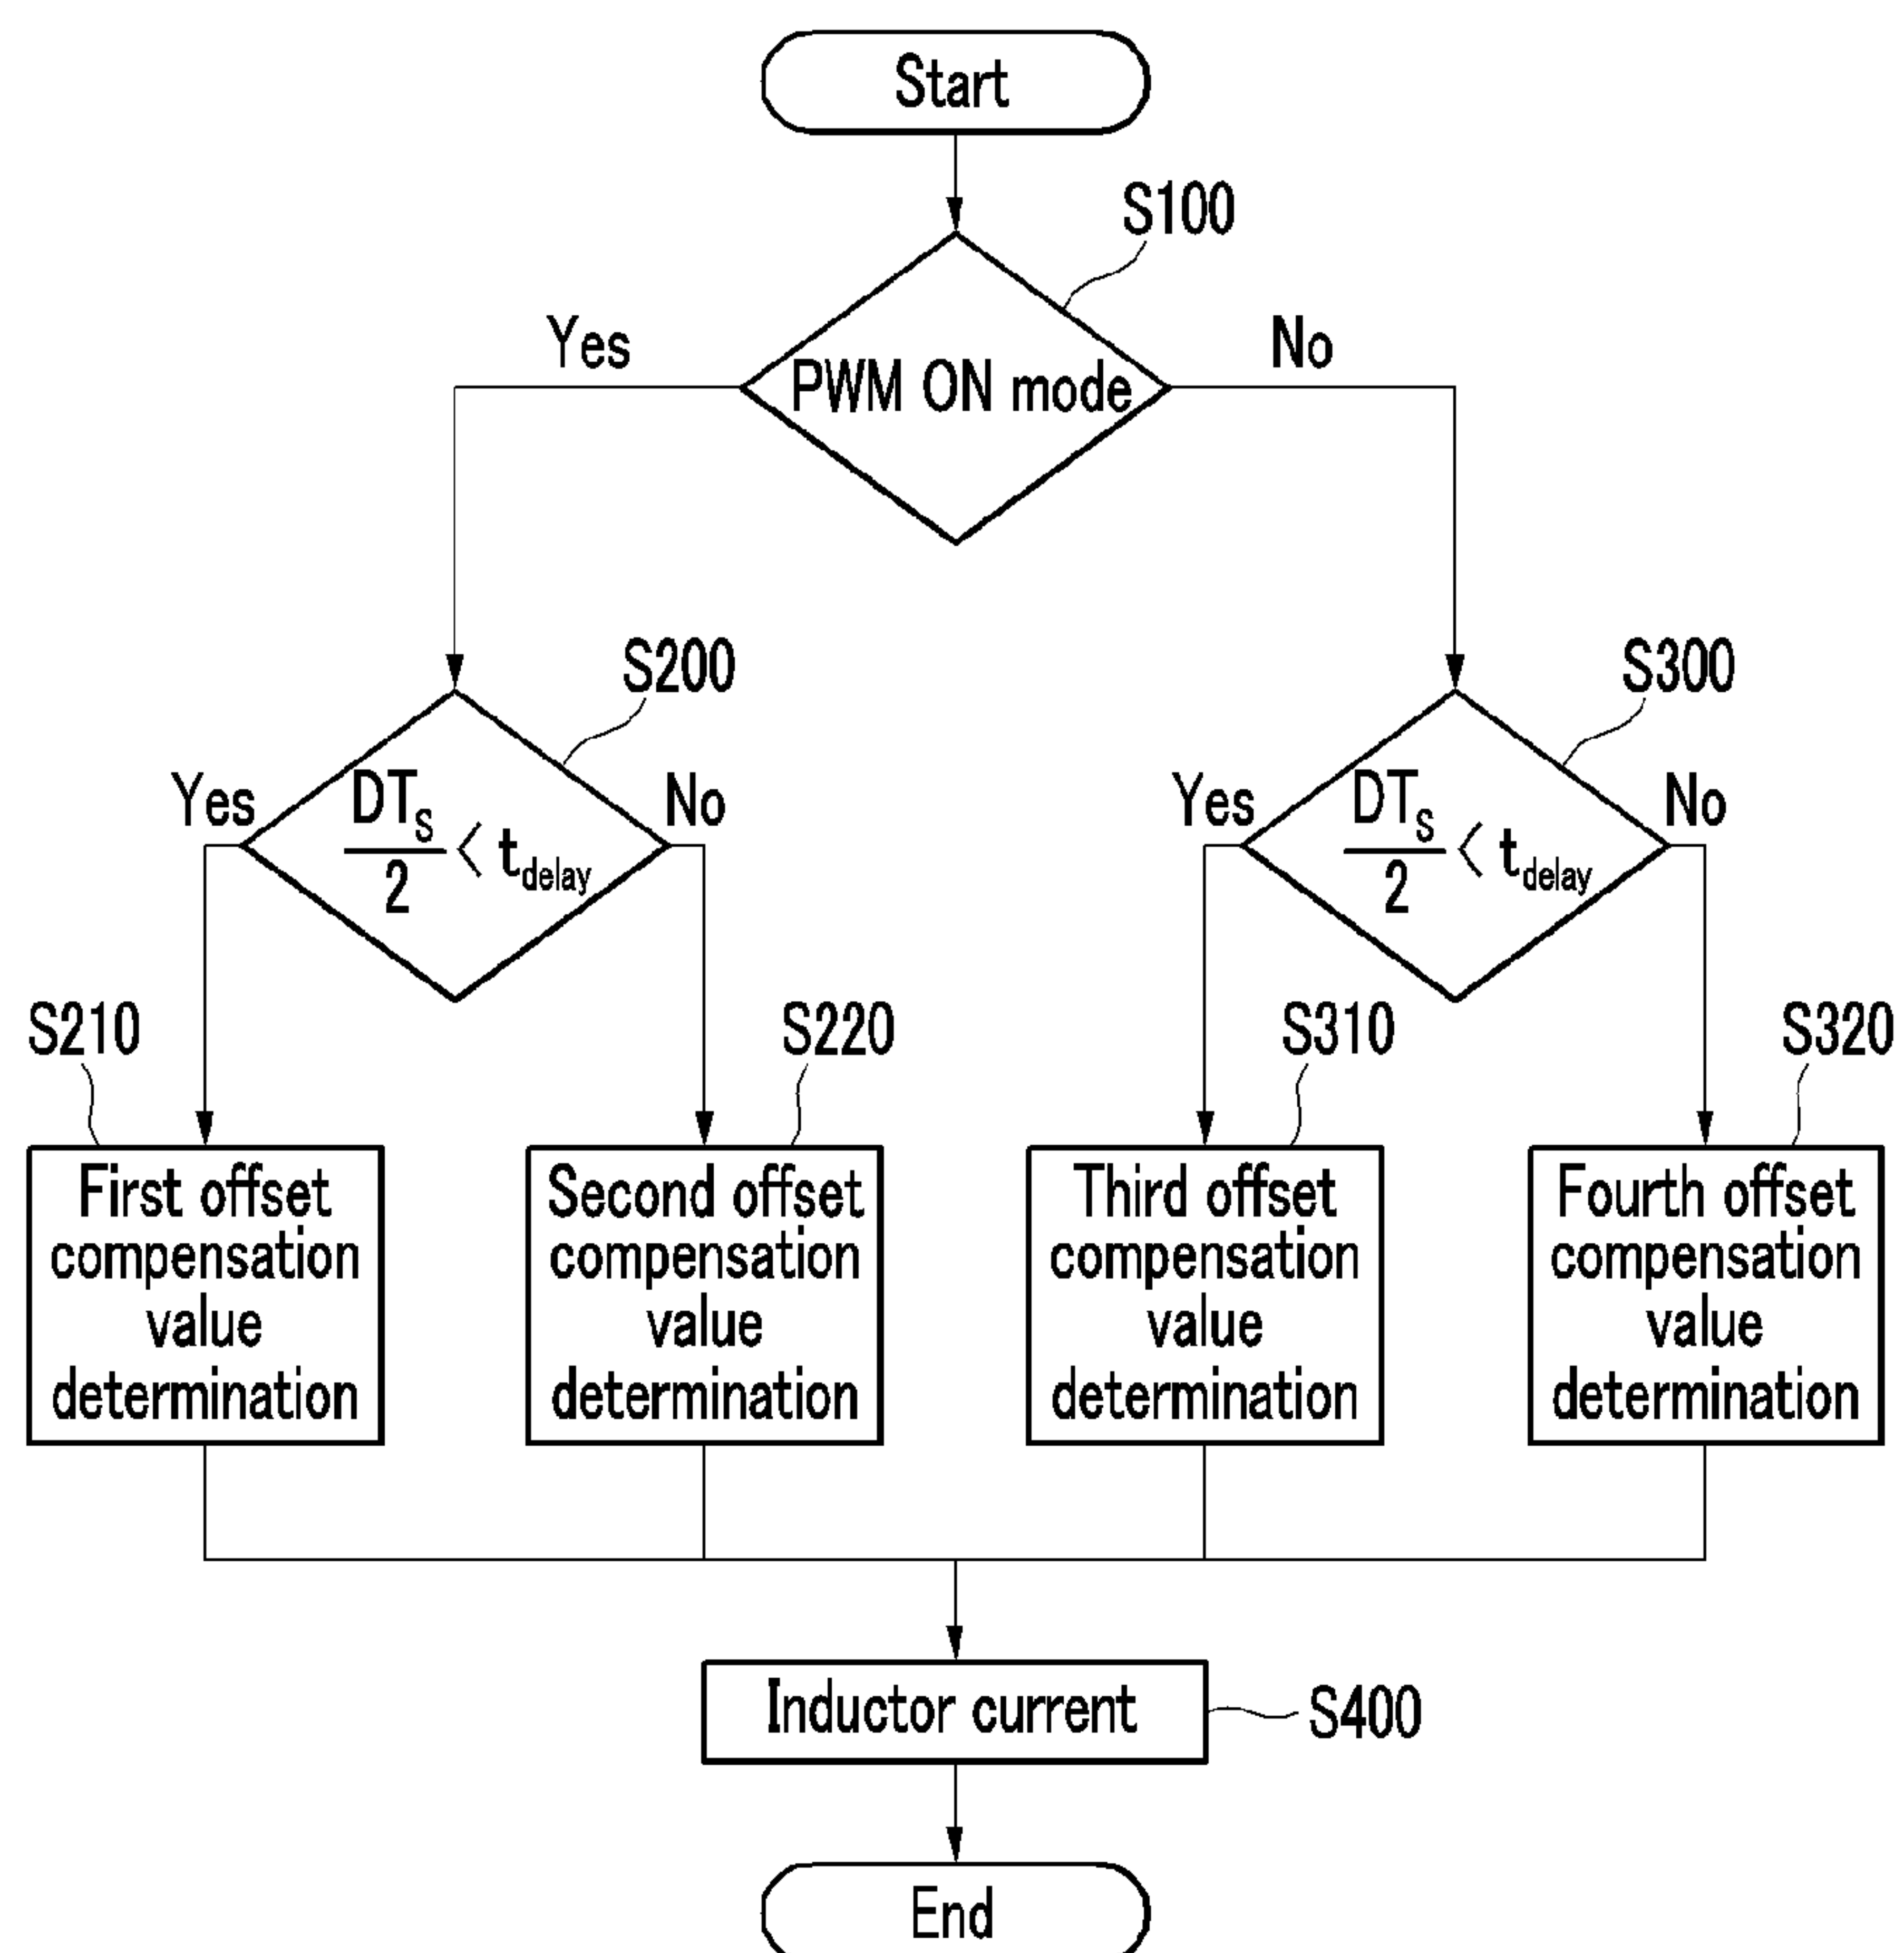 Start
S100
Yes
No
PWM ON mode
S200
S300
Yes
DTS
2
< tdelay
No
Yes
DTS
2
< tdelay
No
S210
S220
S310
S320
First offset
compensation
value
determination
Second offset
compensation
value
determination
Third offset
compensation
value
determination
Fourth offset
compensation
value
determination
Inductor current
S400
End